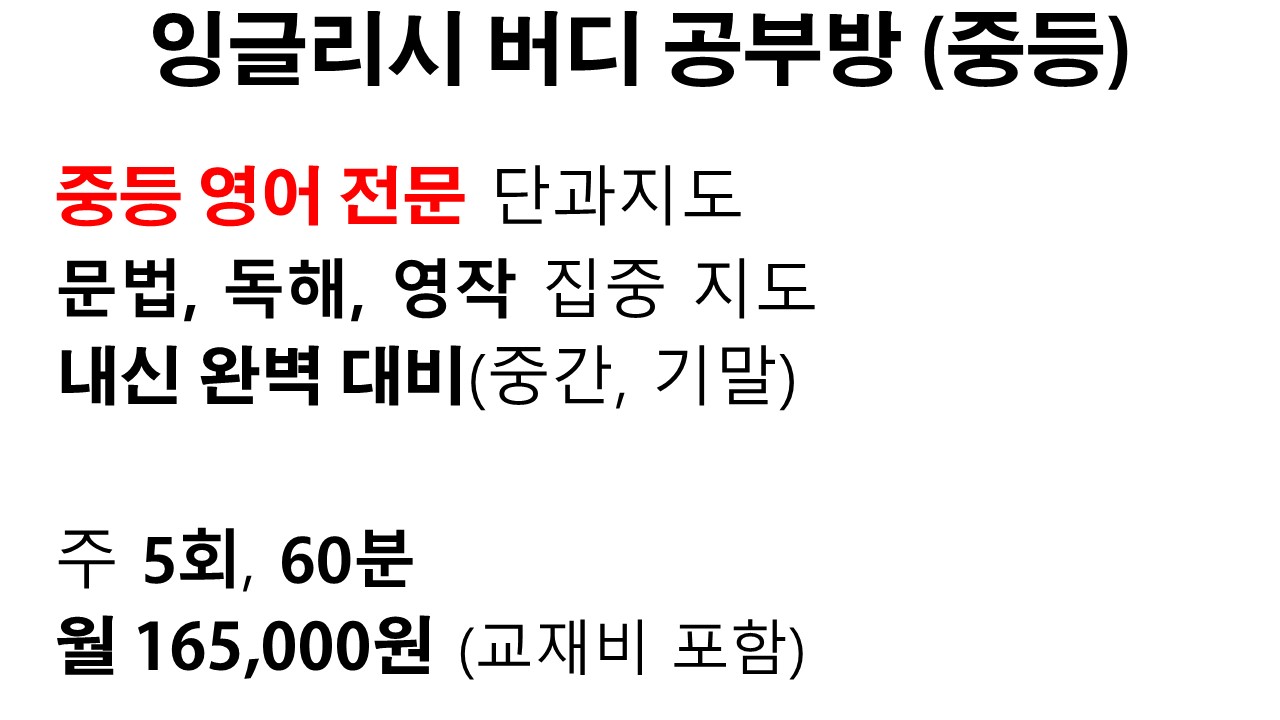 잉글리시 버디 공부방 (중등)
중등 영어 전문 단과지도
문법, 독해, 영작 집중 지도
내신 완벽 대비(중간, 기말)
주 5회, 60분
월 165,000원 (교재비 포함)